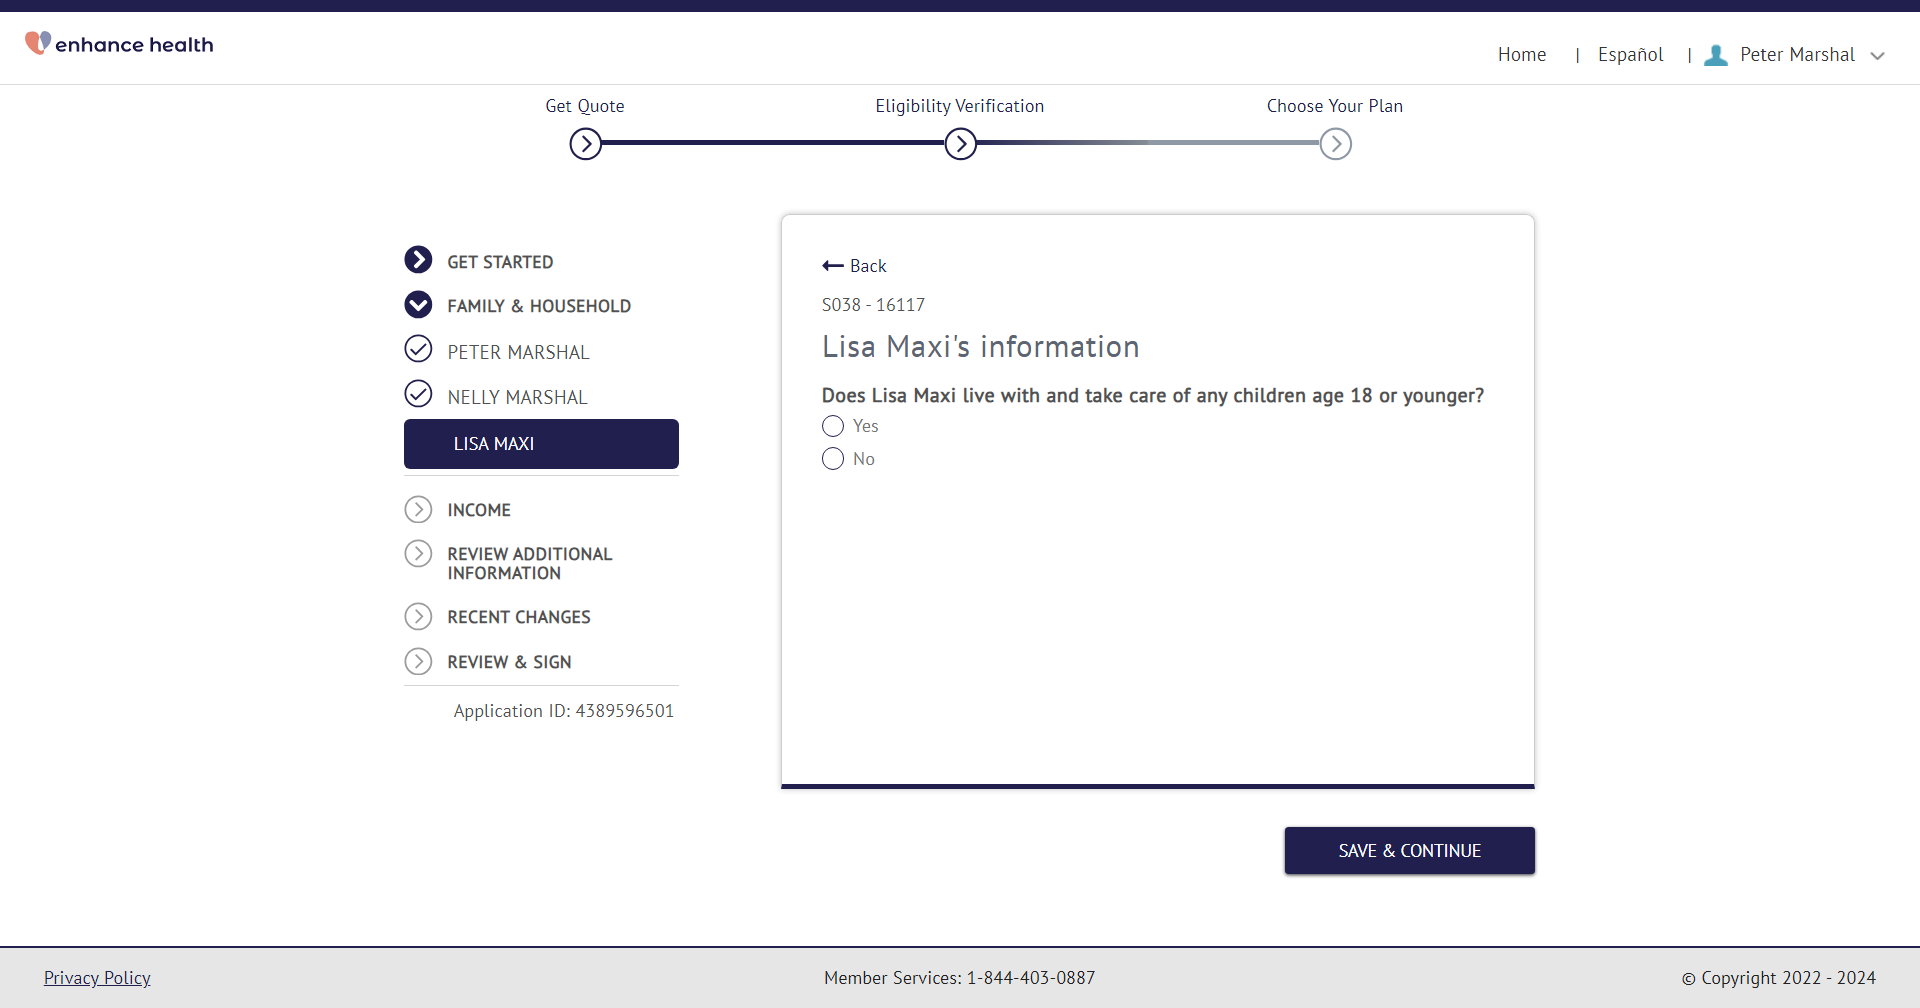 enhance health
Home | Español | Peter Marshal
Get Quote
Eligibility Verification
Choose Your Plan
GET STARTED
FAMILY & HOUSEHOLD
PETER MARSHAL
NELLY MARSHAL
LISA MAXI
INCOME
REVIEW ADDITIONAL
INFORMATION
RECENT CHANGES
REVIEW & SIGN
Application ID: 4389596501
Back
S038 - 16117
Lisa Maxi's information
Does Lisa Maxi live with and take care of any children age 18 or younger?
Yes
No
SAVE & CONTINUE
Privacy Policy
Member Services: 1-844-403-0887
© Copyright 2022 - 2024